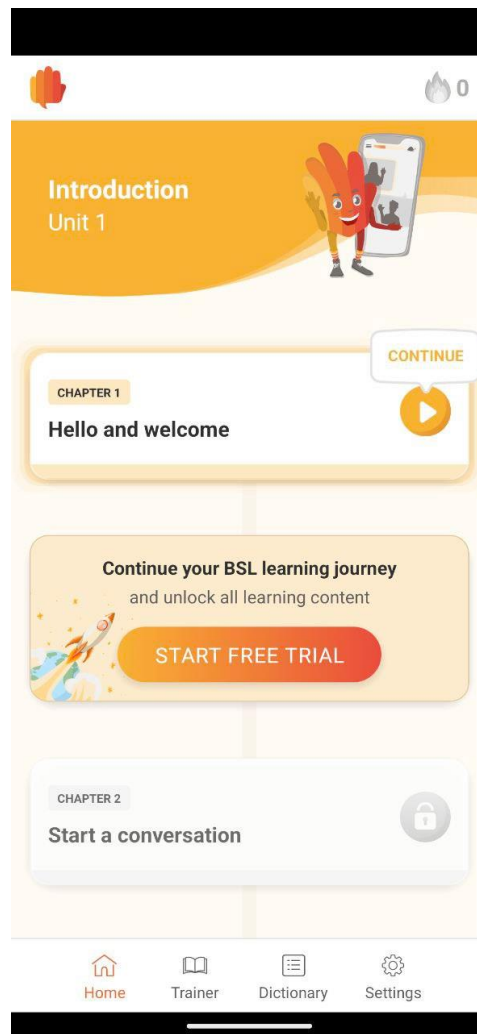 0
Introduction
Unit 1
CONTINUE
CHAPTER 1
Hello and welcome
Continue your BSL learning journey
and unlock all learning content
START FREE TRIAL
CHAPTER 2
Start a conversation
Home Trainer Dictionary Settings